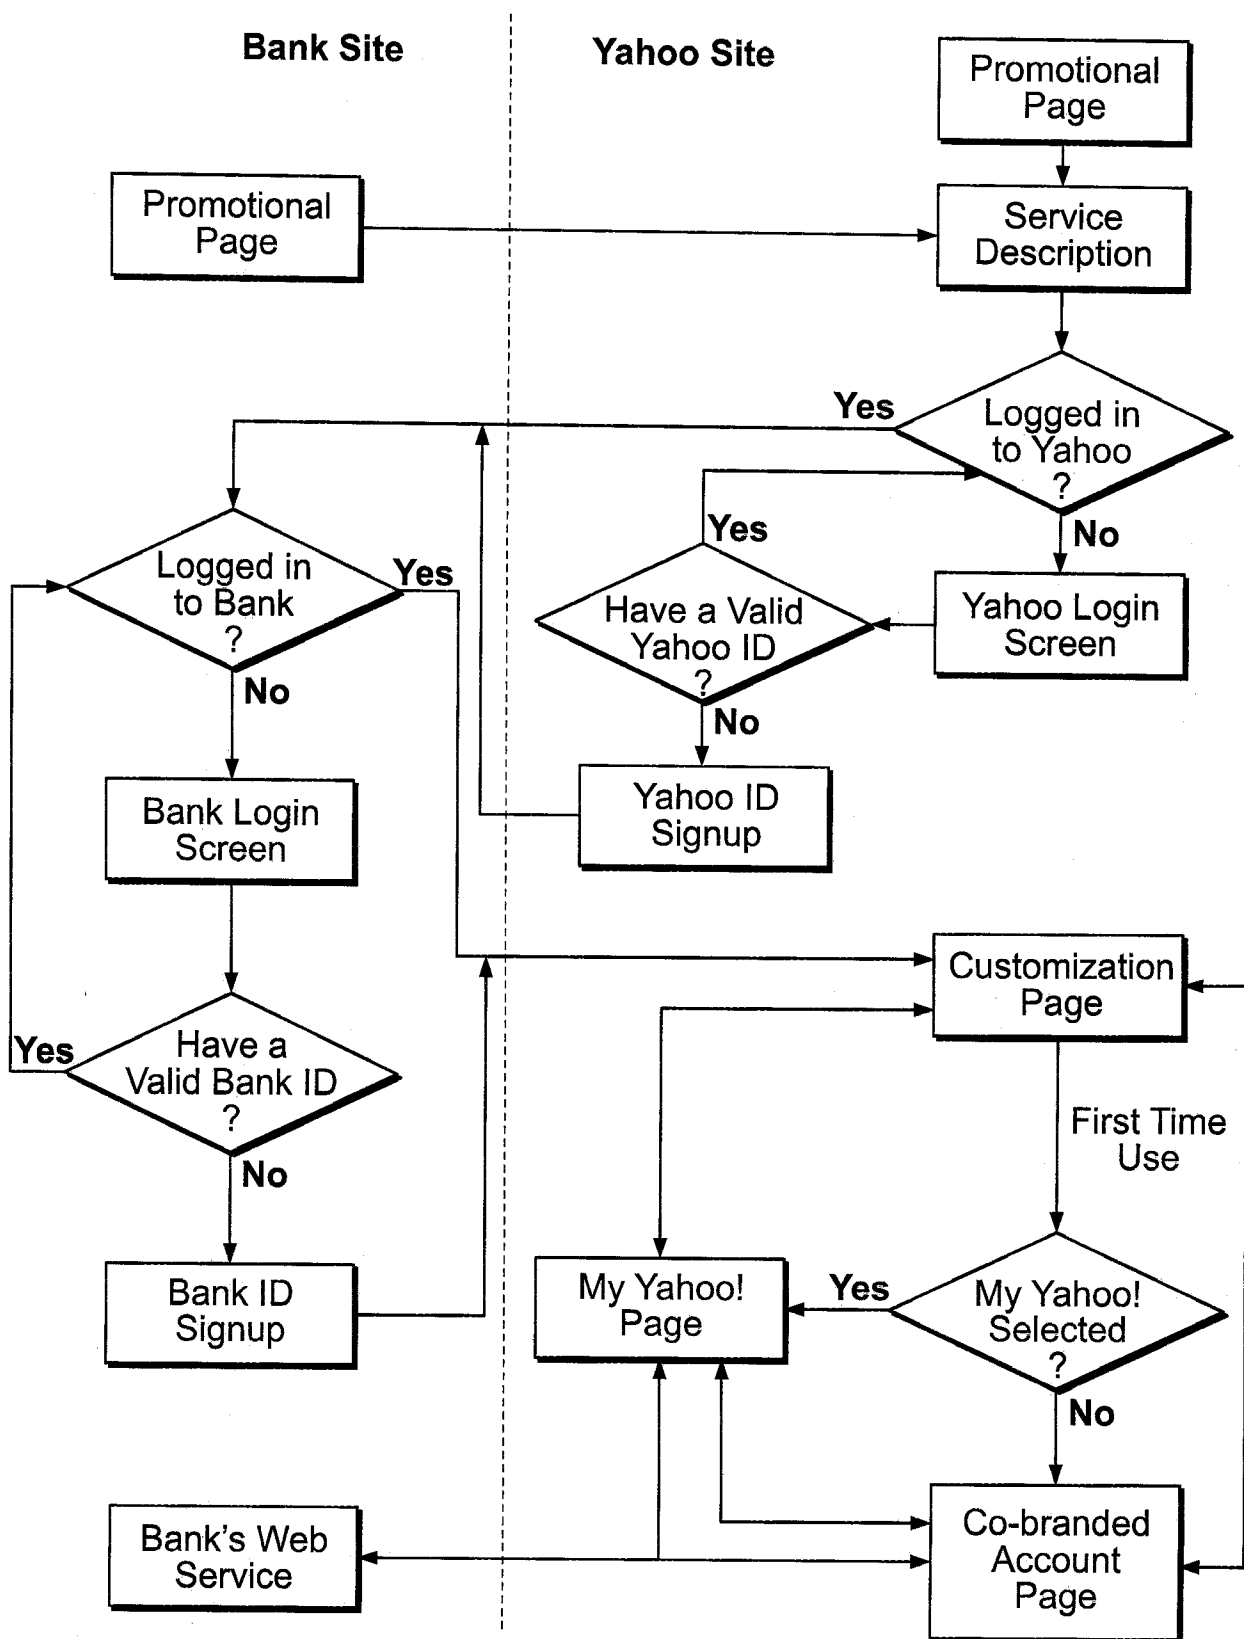 Bank Site
Yahoo Site
Promotional
Page
Promotional
Page
Service
Description
Yes
Logged in
to Yahoo
?
No
Yes
Logged in
to Bank
?
Yes
No
Have a Valid
Yahoo ID
?
No
Yahoo Login
Screen
Bank Login
Screen
Yahoo ID
Signup
Customization
Page
Yes
Have a
Valid Bank ID
?
No
First Time
Use
Bank ID
Signup
My Yahoo!
Page
Yes
My Yahoo!
Selected
?
No
Bank's Web
Service
Co-branded
Account
Page